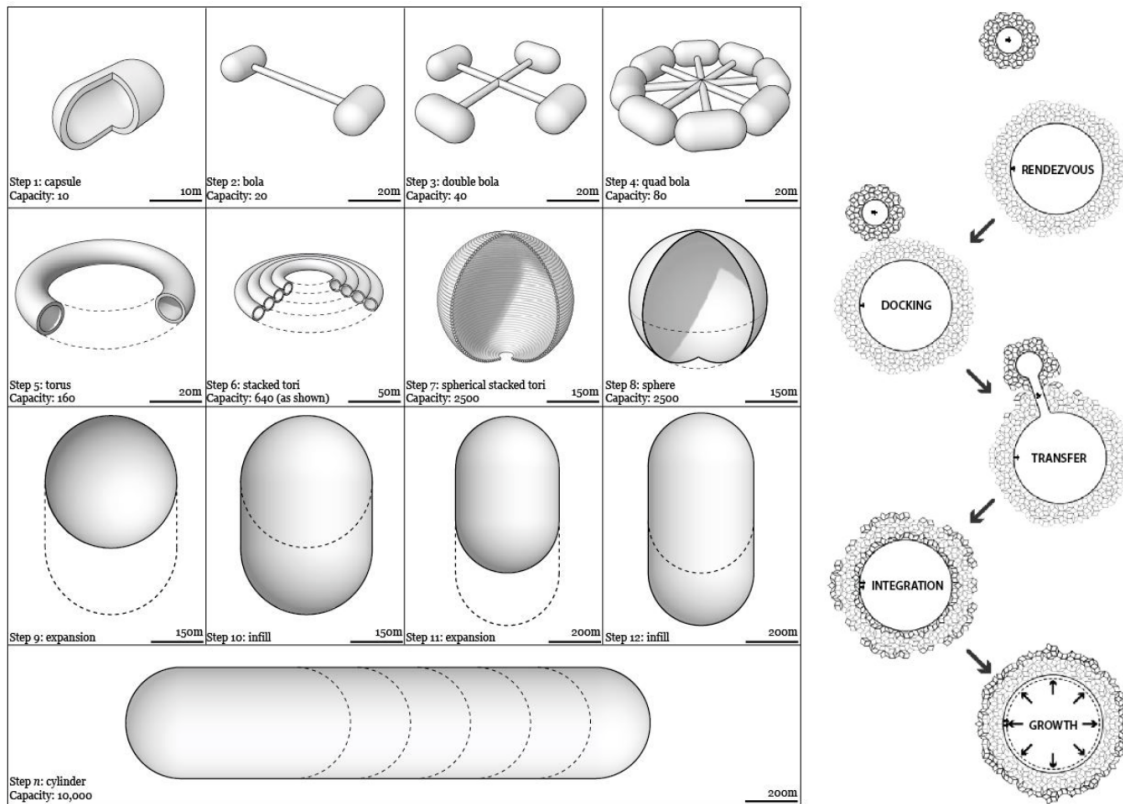 Step 1: capsule
Capacity: 10
10m
Step 2: bola
Capacity: 20
20m
Step 3: double bola
Capacity: 40
20m
Step 4: quad bola
Capacity: 80
20m
Step 5: torus
Capacity: 160
20m
Step 6: stacked tori
Capacity: 640 (as shown)
50m
Step 7: spherical stacked tori
Capacity: 2500
150m
Step 8: sphere
Capacity: 2500
150m
Step 9: expansion
150m
Step 10: infill
150m
Step 11: expansion
200m
Step 12: infill
200m
Step n: cylinder
Capacity: 10,000
200m
RENDEZVOUS
DOCKING
TRANSFER
INTEGRATION
GROWTH